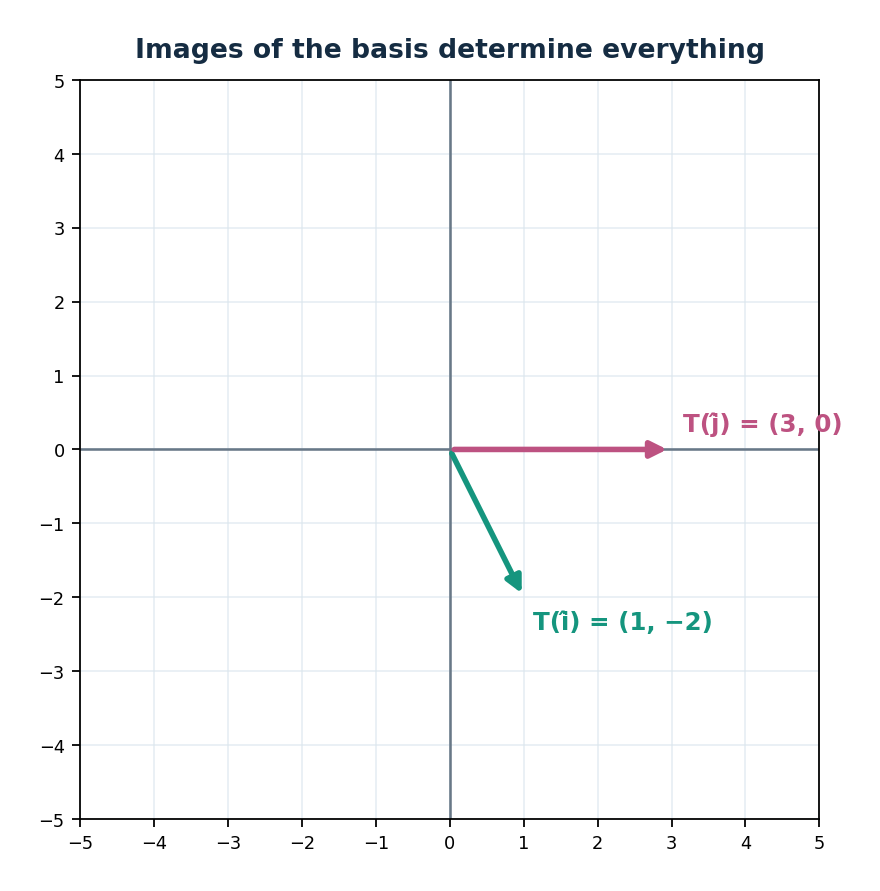 Images of the basis determine everything
5
4
3
2
1
T(ĵ) = (3, 0)
0
−1
−2
T(î) = (1, −2)
−3
−4
−5
−5 −4 −3 −2 −1 0 1 2 3 4 5